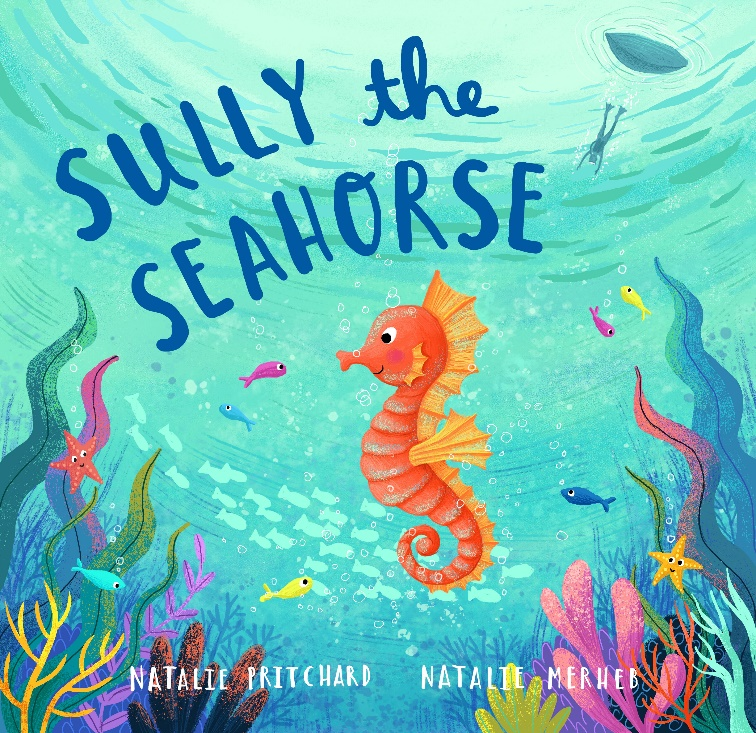 SULLY the
SEAHORSE
NATALIE PRITCHARD NATALIE MERHEB